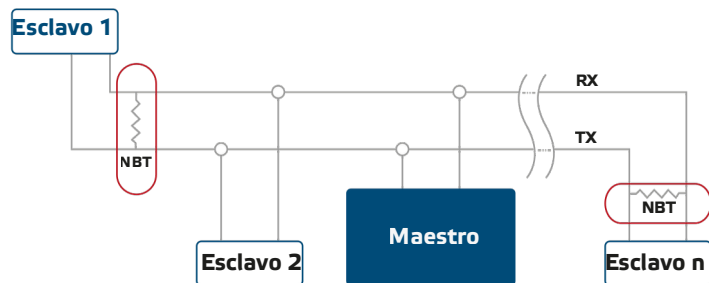 Esclavo 1
RX
TX
NBT
NBT
Maestro
Esclavo 2
Esclavo n